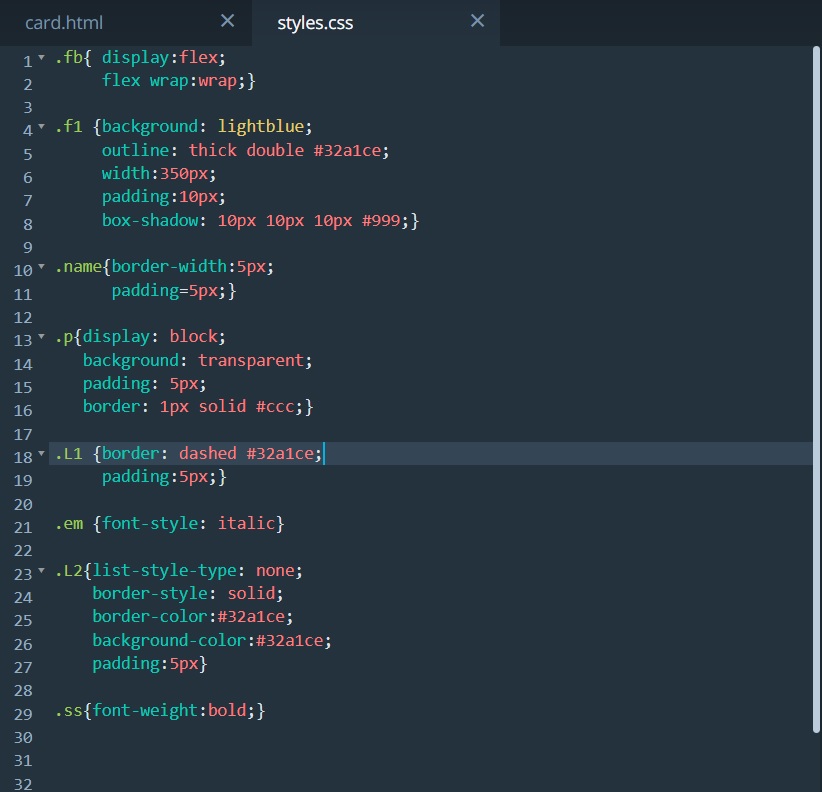 card.html × styles.css ×
1 .fb{ display:flex;
2 flex wrap:wrap;}
3
4 .f1 {background: lightblue;
5 outline: thick double #32a1ce;
6 width:350px;
7 padding:10px;
8 box-shadow: 10px 10px 10px #999;}
9
10 .name{border-width:5px;
11 padding=5px;}
12
13 .p{display: block;
14 background: transparent;
15 padding: 5px;
16 border: 1px solid #ccc;}
17
18 .L1 {border: dashed #32a1ce;
19 padding:5px;}
20
21 .em {font-style: italic}
22
23 .L2{list-style-type: none;
24 border-style: solid;
25 border-color:#32a1ce;
26 background-color:#32a1ce;
27 padding:5px}
28
29 .ss{font-weight:bold;}
30
31
32